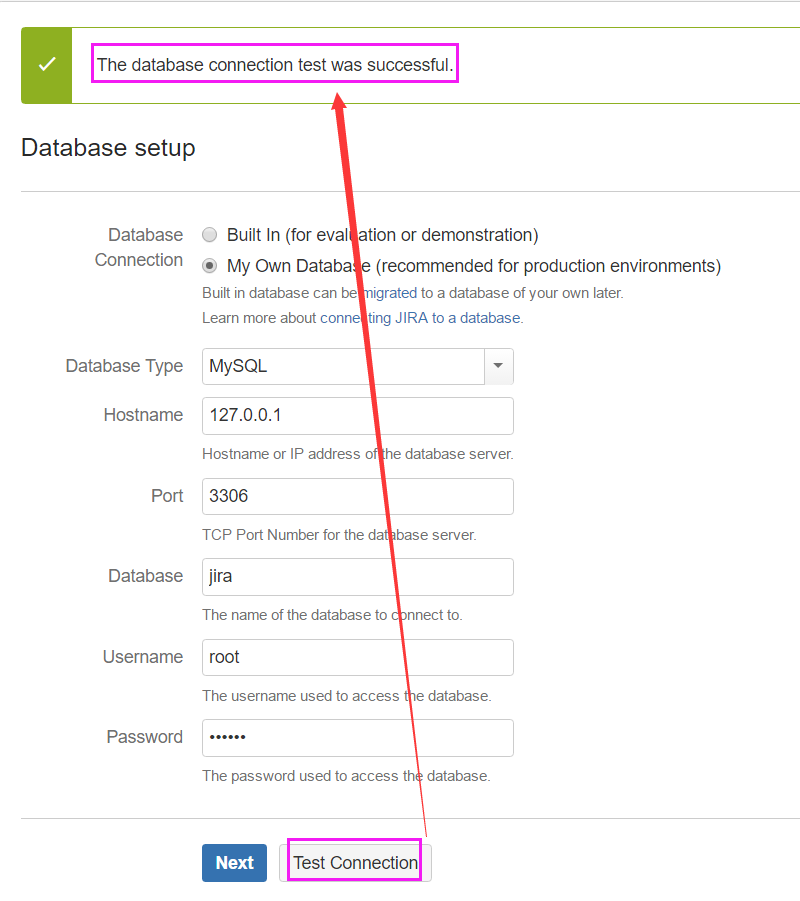 The database connection test was successful.
Database setup
Database Connection
Built In (for evaluation or demonstration)
My Own Database (recommended for production environments)
Built in database can be migrated to a database of your own later.
Learn more about connecting JIRA to a database.
Database Type
MySQL
Hostname
127.0.0.1
Hostname or IP address of the database server.
Port
3306
TCP Port Number for the database server.
Database
jira
The name of the database to connect to.
Username
root
The username used to access the database.
Password
••••••
The password used to access the database.
Next
Test Connection